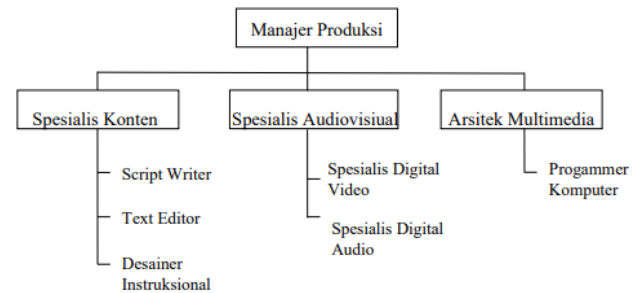 Manajer Produksi
Spesialis Konten
Spesialis Audiovisiual
Arsitek Multimedia
Script Writer
Text Editor
Desainer
Instruksional
Spesialis Digital
Video
Spesialis Digital
Audio
Progammer
Komputer